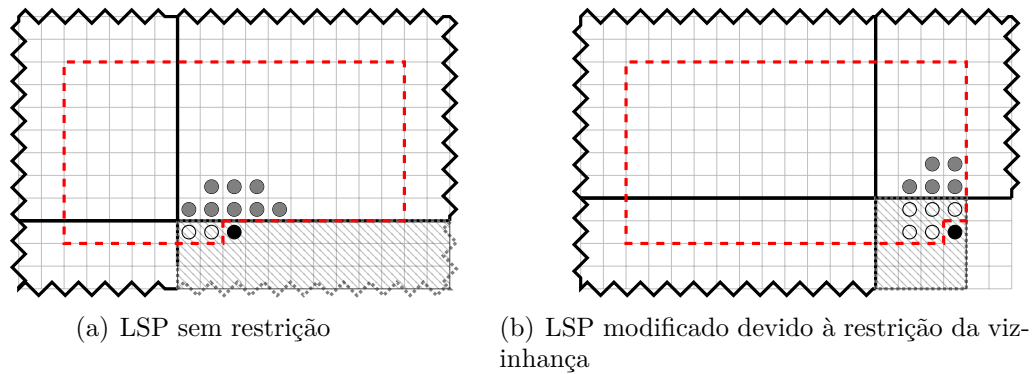 (a) LSP sem restrição
(b) LSP modificado devido à restrição da viz-
inhança